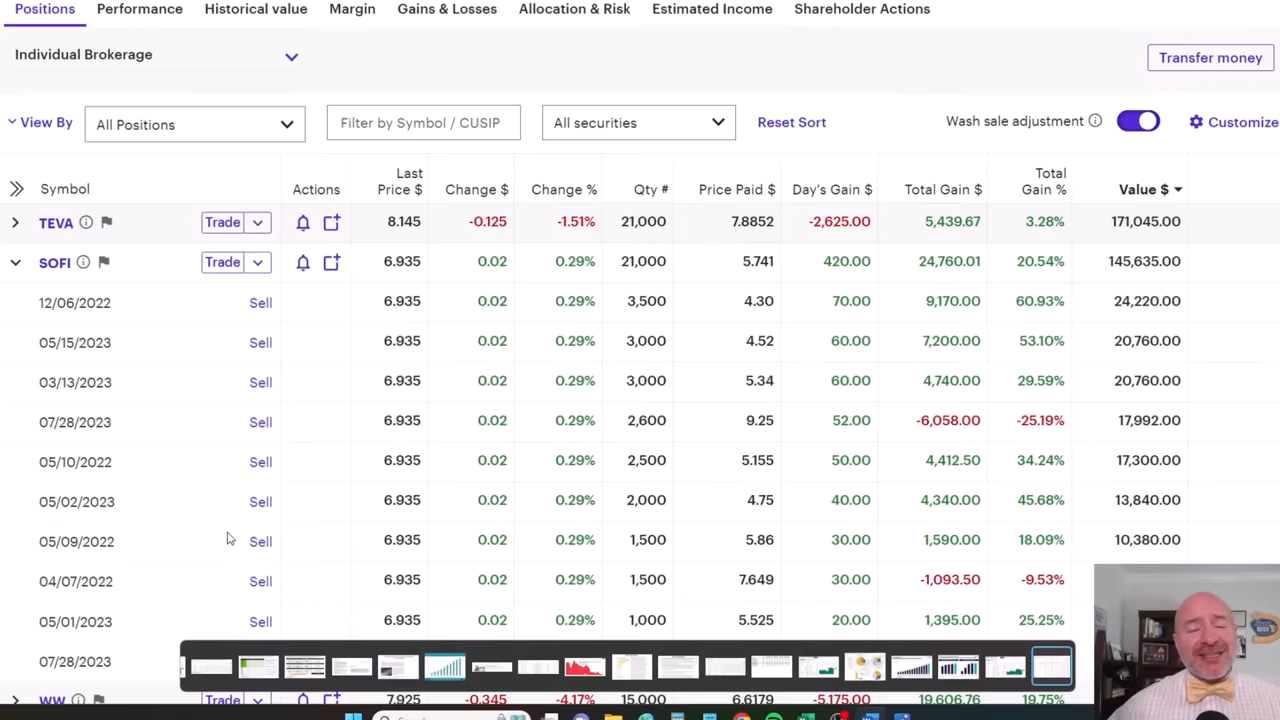 Positions Performance Historical value Margin Gains & Losses Allocation & Risk Estimated Income Shareholder Actions
Individual Brokerage
Transfer money
View By All Positions Filter by Symbol / CUSIP All securities Reset Sort Wash sale adjustment Customize
Symbol Actions Last Price $ Change $ Change % Qty # Price Paid $ Day's Gain $ Total Gain $ Total Gain % Value $
TEVA Trade 8.145 -0.125 -1.51% 21,000 7.8852 -2,625.00 5,439.67 3.28% 171,045.00
SOFI Trade 6.935 0.02 0.29% 21,000 5.741 420.00 24,760.01 20.54% 145,635.00
12/06/2022 Sell 6.935 0.02 0.29% 3,500 4.30 70.00 9,170.00 60.93% 24,220.00
05/15/2023 Sell 6.935 0.02 0.29% 3,000 4.52 60.00 7,200.00 53.10% 20,760.00
03/13/2023 Sell 6.935 0.02 0.29% 3,000 5.34 60.00 4,740.00 29.59% 20,760.00
07/28/2023 Sell 6.935 0.02 0.29% 2,600 9.25 52.00 -6,058.00 -25.19% 17,992.00
05/10/2022 Sell 6.935 0.02 0.29% 2,500 5.155 50.00 4,412.50 34.24% 17,300.00
05/02/2023 Sell 6.935 0.02 0.29% 2,000 4.75 40.00 4,340.00 45.68% 13,840.00
05/09/2022 Sell 6.935 0.02 0.29% 1,500 5.86 30.00 1,590.00 18.09% 10,380.00
04/07/2022 Sell 6.935 0.02 0.29% 1,500 7.649 30.00 -1,093.50 -9.53%
05/01/2023 Sell 6.935 0.02 0.29% 1,000 5.525 20.00 1,395.00 25.25%
07/28/2023
WW Trade 7.925 -0.345 -4.17% 15,000 6.6179 -5,175.00 19,606.76 19.75%